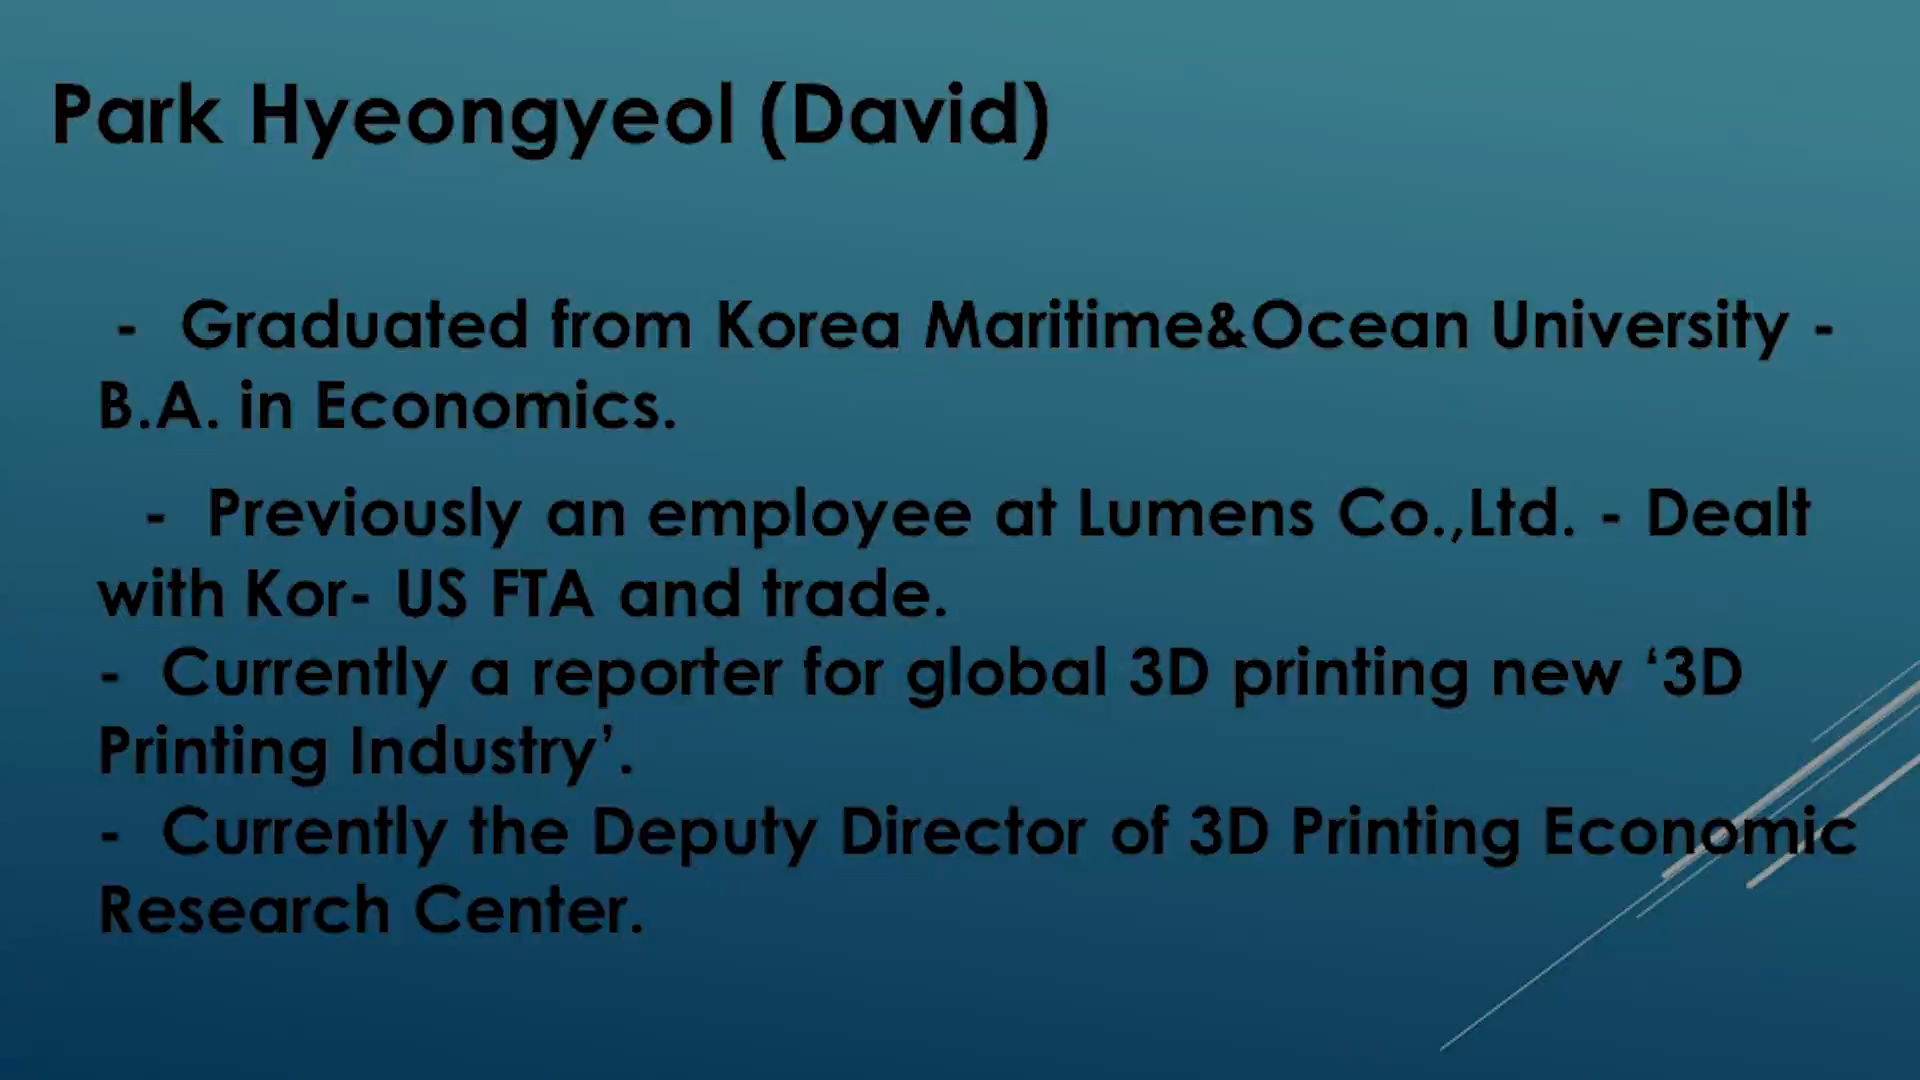 Park Hyeongyeol (David)
- Graduated from Korea Maritime&Ocean University -
B.A. in Economics.
- Previously an employee at Lumens Co.,Ltd. - Dealt
with Kor- US FTA and trade.
- Currently a reporter for global 3D printing new ‘3D
Printing Industry’.
- Currently the Deputy Director of 3D Printing Economic
Research Center.